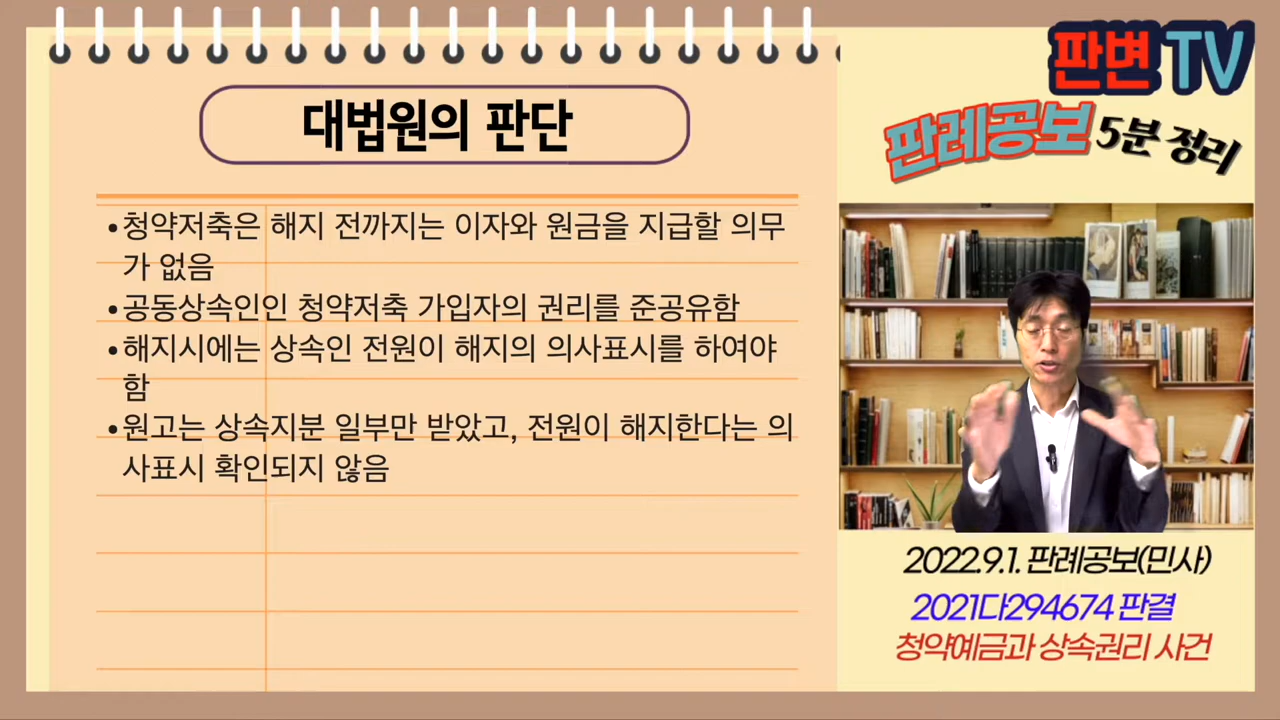 판변 TV
판례공보 5분 정리
대법원의 판단
•청약저축은 해지 전까지는 이자와 원금을 지급할 의무
가 없음
•공동상속인인 청약저축 가입자의 권리를 준공유함
•해지시에는 상속인 전원이 해지의 의사표시를 하여야
함
•원고는 상속지분 일부만 받았고, 전원이 해지한다는 의
사표시 확인되지 않음
2022.9.1. 판례공보(민사)
2021다294674 판결
청약예금과 상속권리 사건